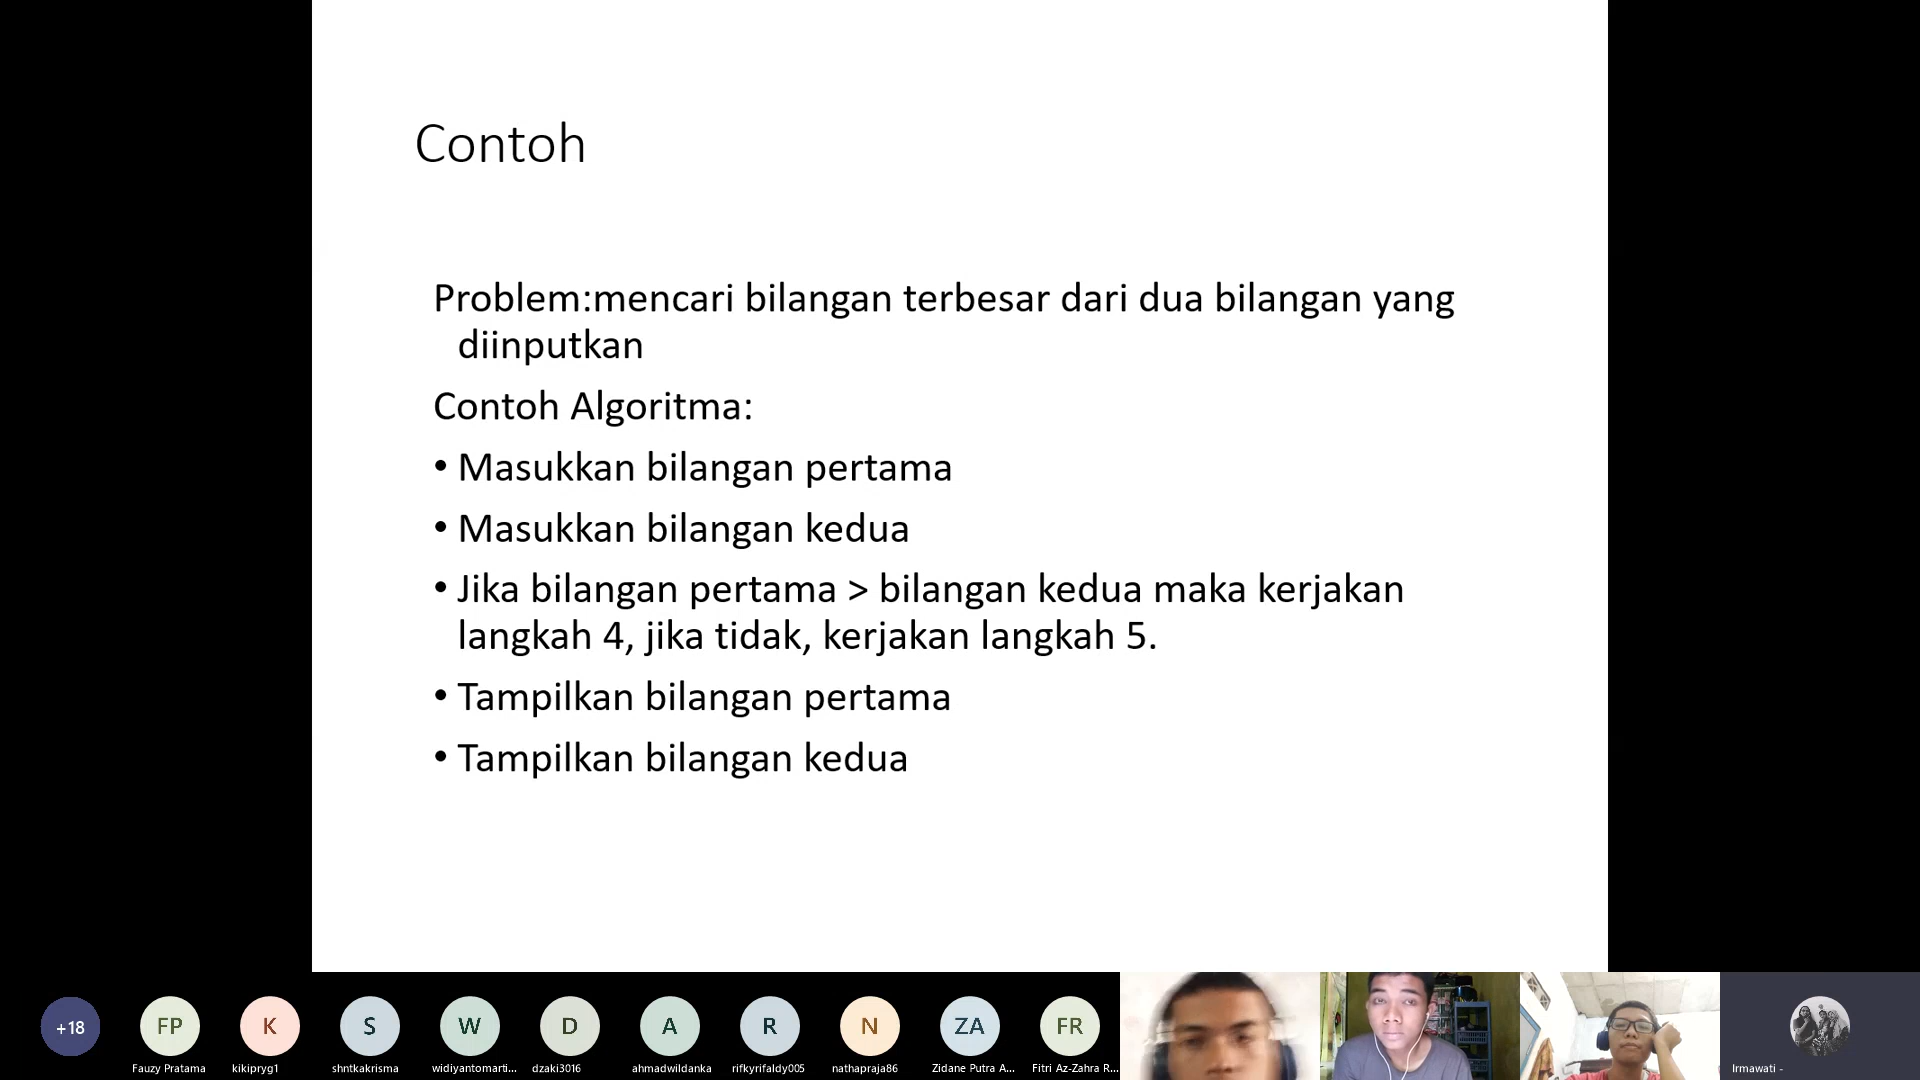 Contoh
Problem:mencari bilangan terbesar dari dua bilangan yang
diinputkan
Contoh Algoritma:
• Masukkan bilangan pertama
• Masukkan bilangan kedua
• Jika bilangan pertama > bilangan kedua maka kerjakan
langkah 4, jika tidak, kerjakan langkah 5.
• Tampilkan bilangan pertama
• Tampilkan bilangan kedua
+18 FP K S W D A R N ZA FR
Fauzy Pratama kikipryg1 shntkakrisma widiyantomarti... dzaki3016 ahmadwildanka rifkyrifaldy005 nathapraja86 Zidane Putra A... Fitri Az-Zahra R... Irmawati -